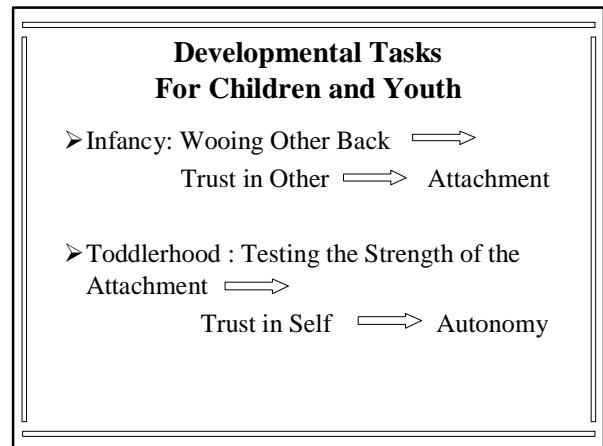 Developmental Tasks
For Children and Youth
➢Infancy: Wooing Other Back ⇨
Trust in Other ⇨ Attachment
➢Toddlerhood : Testing the Strength of the
Attachment ⇨
Trust in Self ⇨ Autonomy